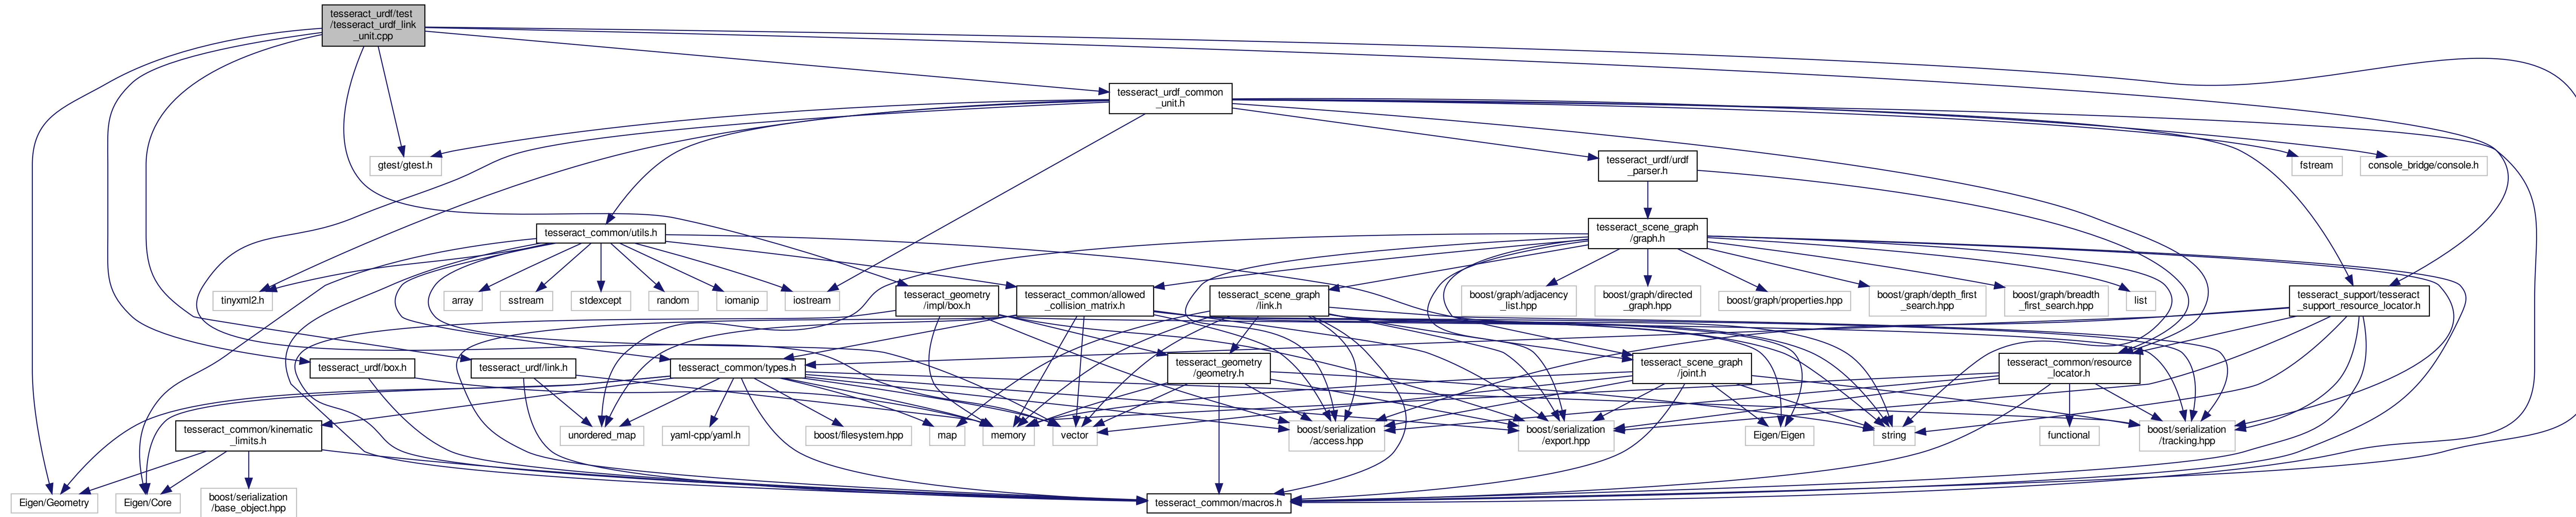 tesseract_urdf/test
/tesseract_urdf_link
_unit.cpp
tesseract_urdf_common
_unit.h
gtest/gtest.h
tesseract_urdf/urdf
_parser.h
fstream
console_bridge/console.h
tesseract_common/utils.h
tesseract_scene_graph
/graph.h
tinyxml2.h
array
sstream
stdexcept
random
iomanip
iostream
tesseract_geometry
/impl/box.h
tesseract_common/allowed
_collision_matrix.h
tesseract_scene_graph
/link.h
boost/graph/adjacency
_list.hpp
boost/graph/directed
_graph.hpp
boost/graph/properties.hpp
boost/graph/depth_first
_search.hpp
boost/graph/breadth
_first_search.hpp
list
tesseract_support/tesseract
_support_resource_locator.h
tesseract_urdf/box.h
tesseract_urdf/link.h
tesseract_common/types.h
tesseract_geometry
/geometry.h
tesseract_scene_graph
/joint.h
tesseract_common/resource
_locator.h
tesseract_common/kinematic
_limits.h
unordered_map
yaml-cpp/yaml.h
boost/filesystem.hpp
map
memory
vector
boost/serialization
/access.hpp
boost/serialization
/export.hpp
Eigen/Eigen
string
functional
boost/serialization
/tracking.hpp
Eigen/Geometry
Eigen/Core
boost/serialization
/base_object.hpp
tesseract_common/macros.h